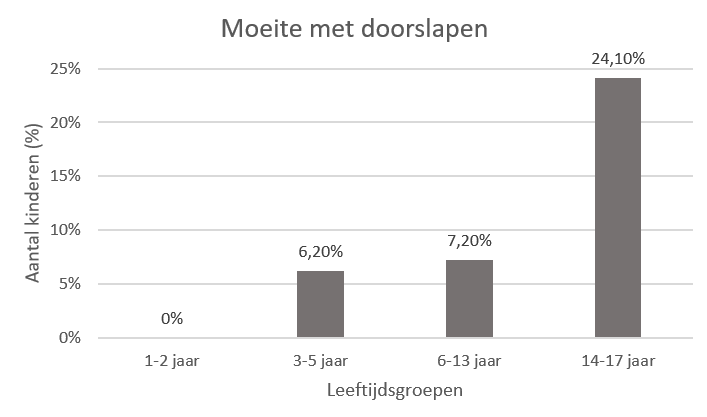 Moeite met doorslapen
24,10%
25%
20%
15%
10%
5%
0%
Aantal kinderen (%)
7,20%
6,20%
0%
1-2 jaar
3-5 jaar
6-13 jaar
14-17 jaar
Leeftijdsgroepen